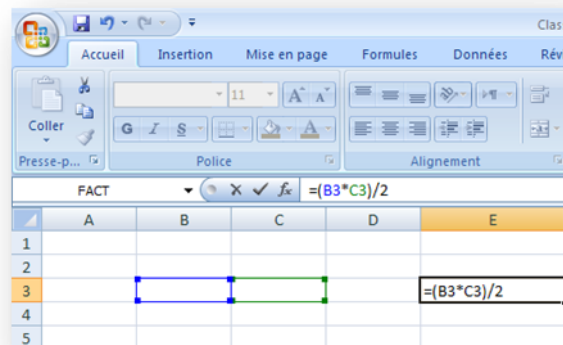 Clas
Accueil Insertion Mise en page Formules Données Rév
Coller
11 A A
G I S A
Presse-p... Police Alignement
FACT fx =(B3*C3)/2
A B C D E
1
2
3 =(B3*C3)/2
4
5